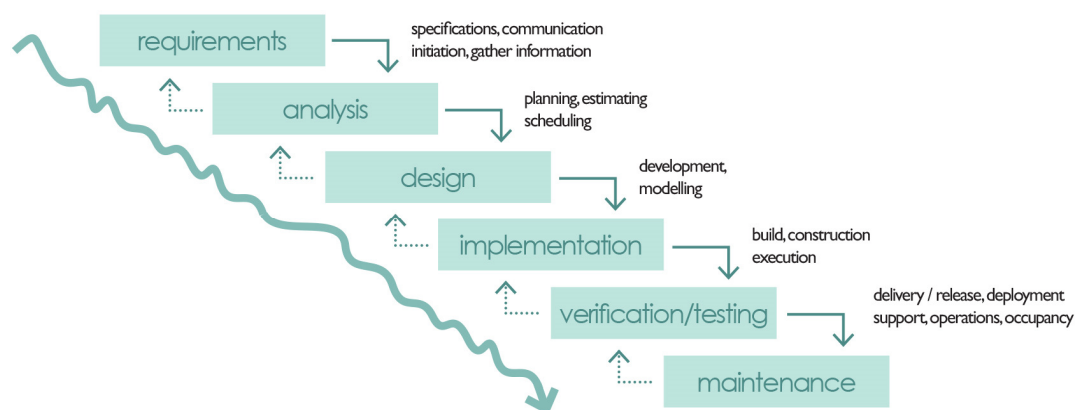 requirements
specifications, communication
initiation, gather information
analysis
planning, estimating
scheduling
design
development,
modelling
implementation
build, construction
execution
verification/testing
delivery / release, deployment
support, operations, occupancy
maintenance